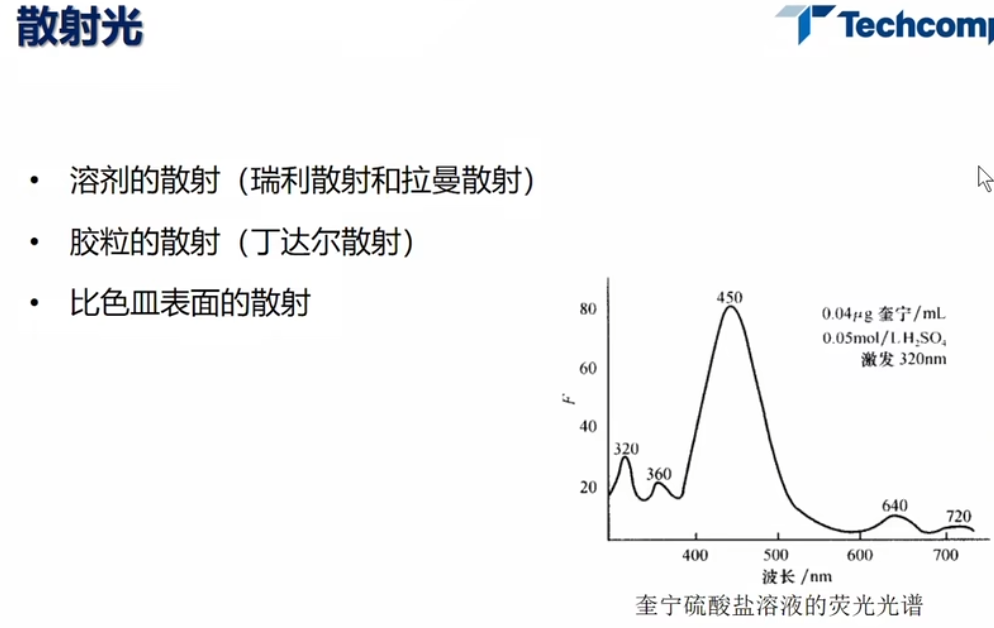 散射光
Techcomp
• 溶剂的散射（瑞利散射和拉曼散射）
• 胶粒的散射（丁达尔散射）
• 比色皿表面的散射
450
80
0.04μg 奎宁/mL
0.05mol/L H₂SO₄
激发 320nm
60
F
40
320
360
20
640
720
400 500 600 700
波长 /nm
奎宁硫酸盐溶液的荧光光谱